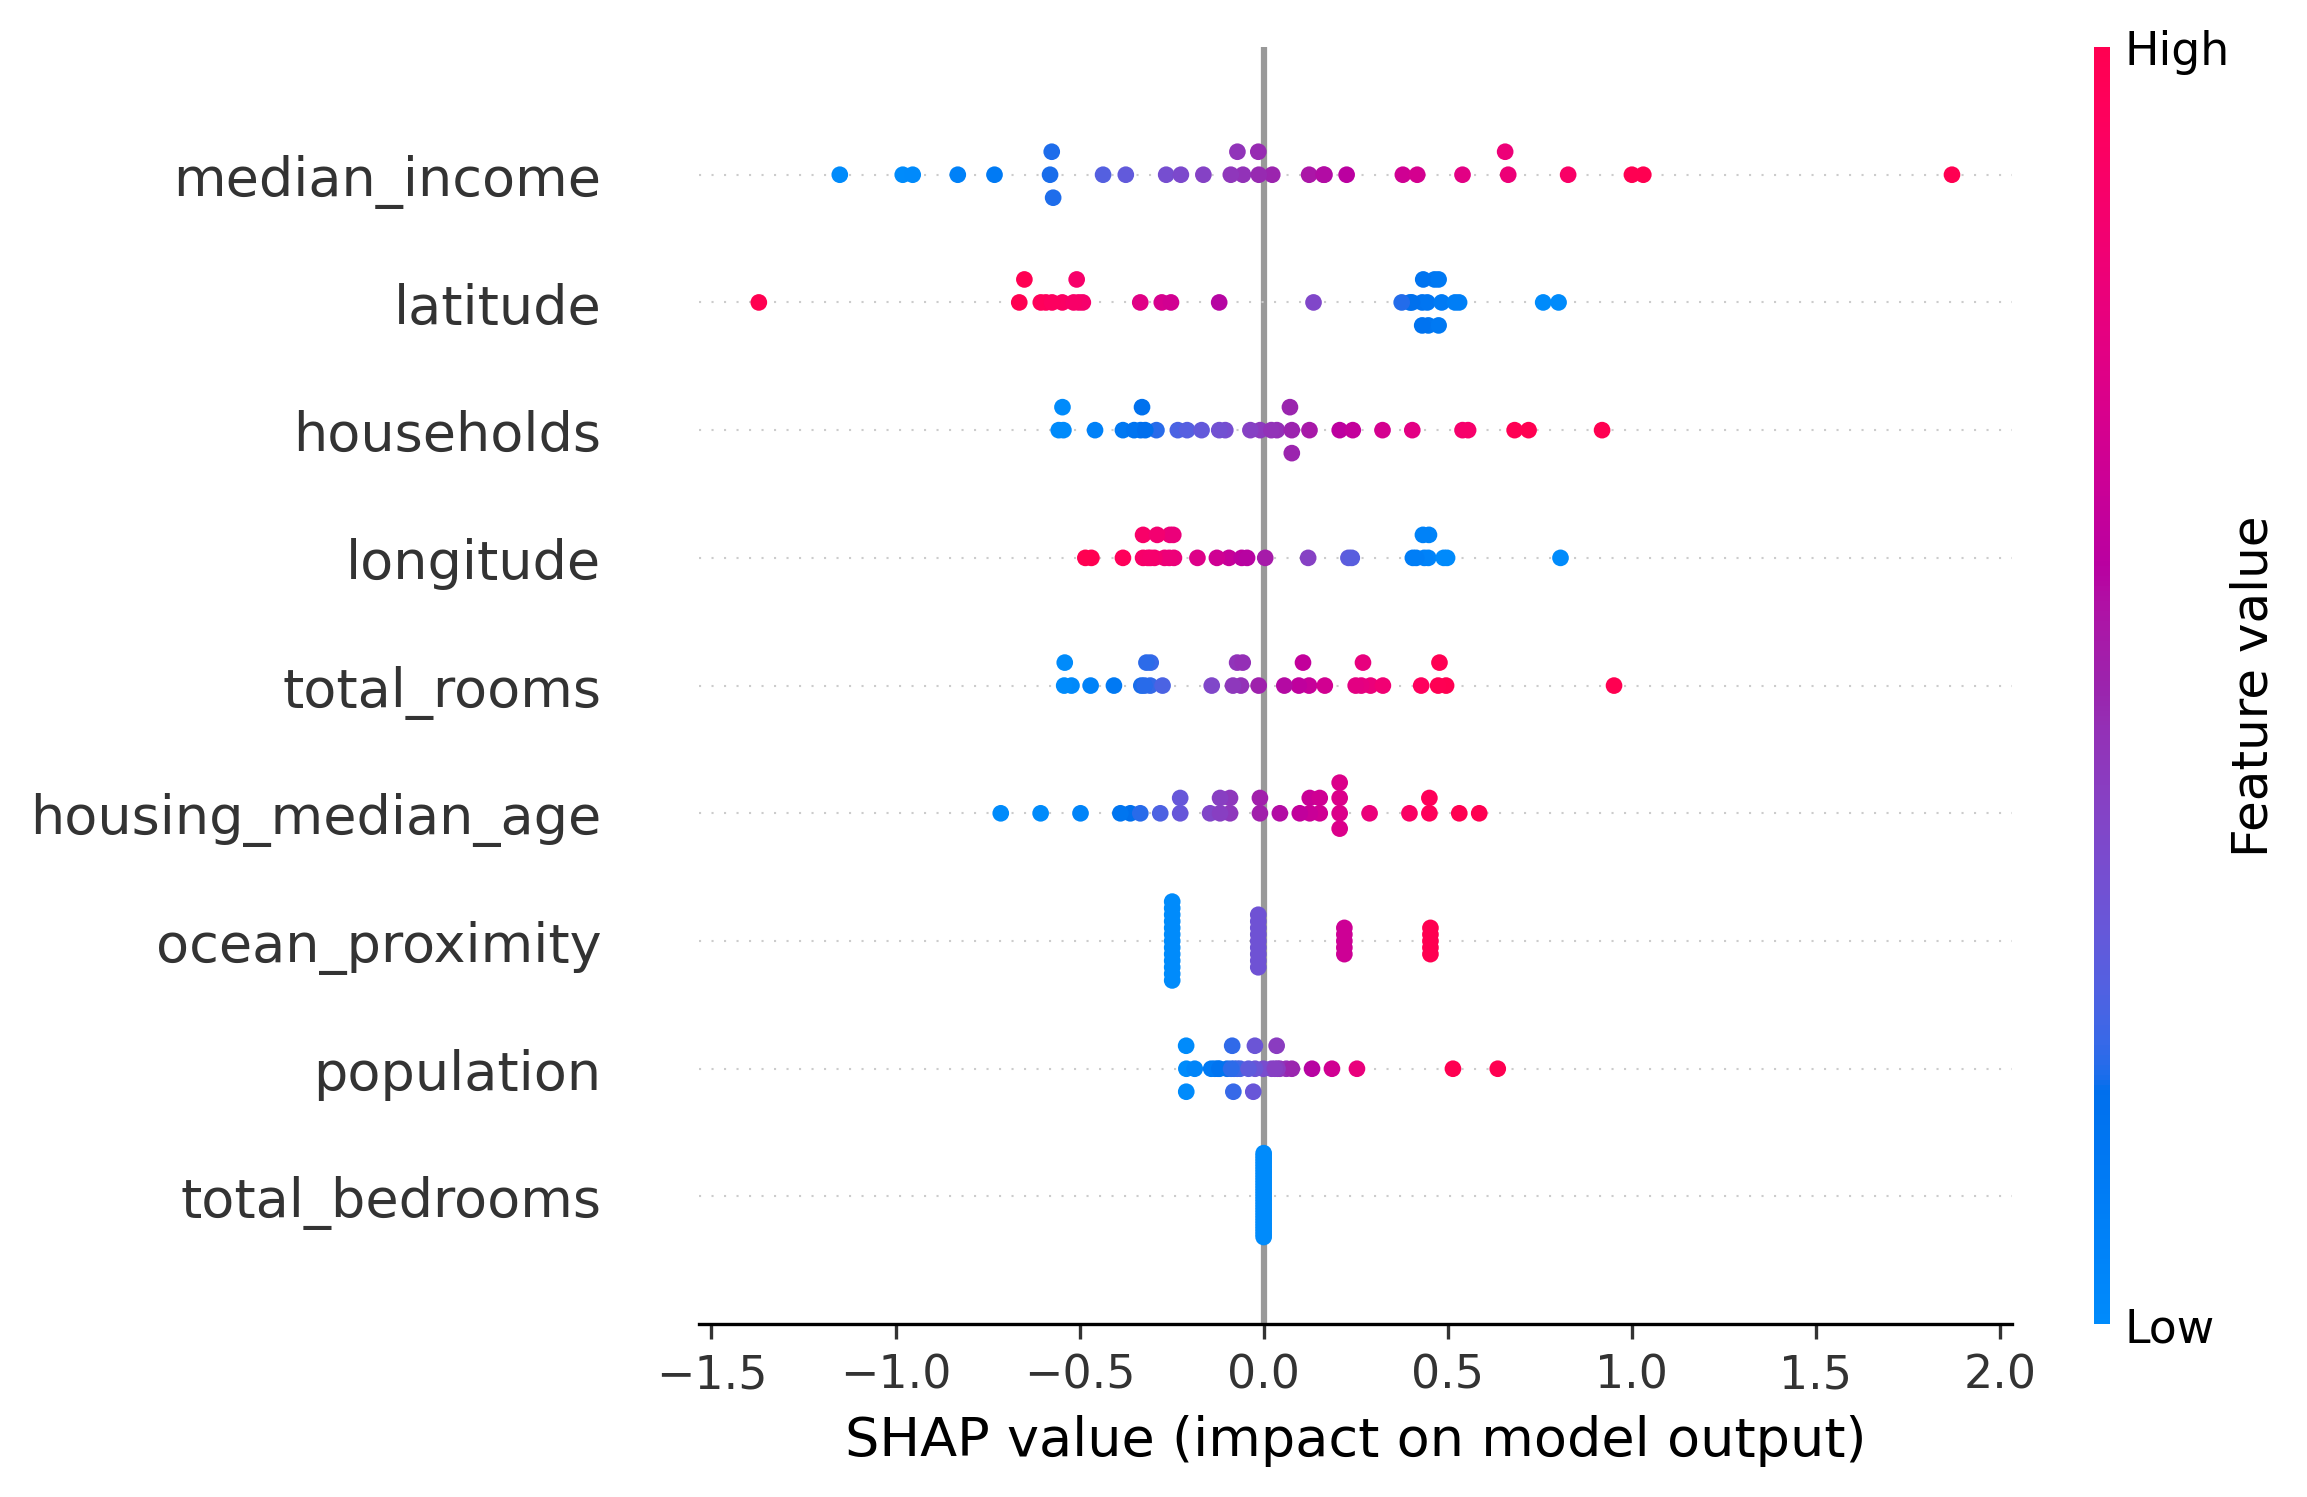 High
median_income
latitude
households
longitude
total_rooms
housing_median_age
ocean_proximity
population
total_bedrooms
Feature value
Low
−1.5 −1.0 −0.5 0.0 0.5 1.0 1.5 2.0
SHAP value (impact on model output)